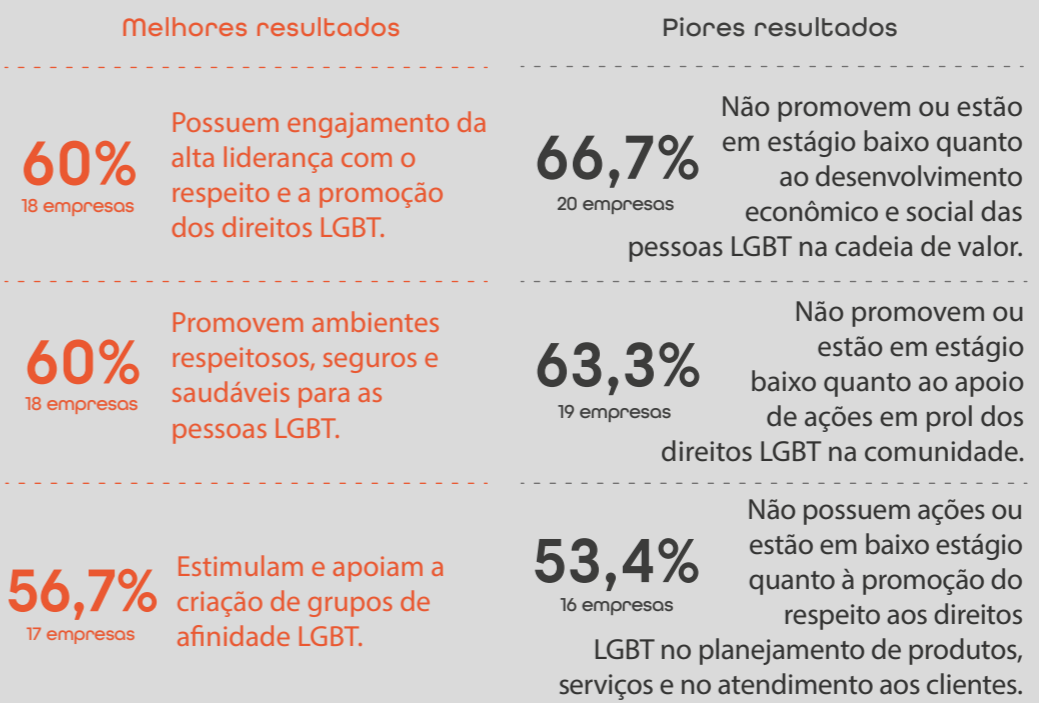 Melhores resultados
60%
18 empresas
Possuem engajamento da
alta liderança com o
respeito e a promoção
dos direitos LGBT.
60%
18 empresas
Promovem ambientes
respeitosos, seguros e
saudáveis para as
pessoas LGBT.
56,7%
17 empresas
Estimulam e apoiam a
criação de grupos de
afinidade LGBT.
Piores resultados
66,7%
20 empresas
Não promovem ou estão
em estágio baixo quanto
ao desenvolvimento
econômico e social das
pessoas LGBT na cadeia de valor.
63,3%
19 empresas
Não promovem ou
estão em estágio
baixo quanto ao apoio
de ações em prol dos
direitos LGBT na comunidade.
53,4%
16 empresas
Não possuem ações ou
estão em baixo estágio
quanto à promoção do
respeito aos direitos
LGBT no planejamento de produtos,
serviços e no atendimento aos clientes.